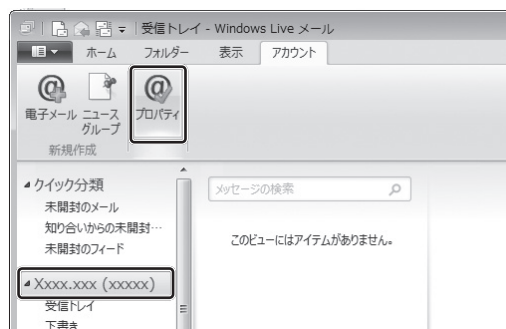 受信トレイ - Windows Live メール
ホーム フォルダー 表示 アカウント
電子メール ニュース グループ プロパティ
新規作成
クイック分類
未開封のメール
知り合いからの未開封…
未開封のフィード
Xxxx.xxx (xxxxx)
受信トレイ
下書き
メッセージの検索
このビューにはアイテムがありません。